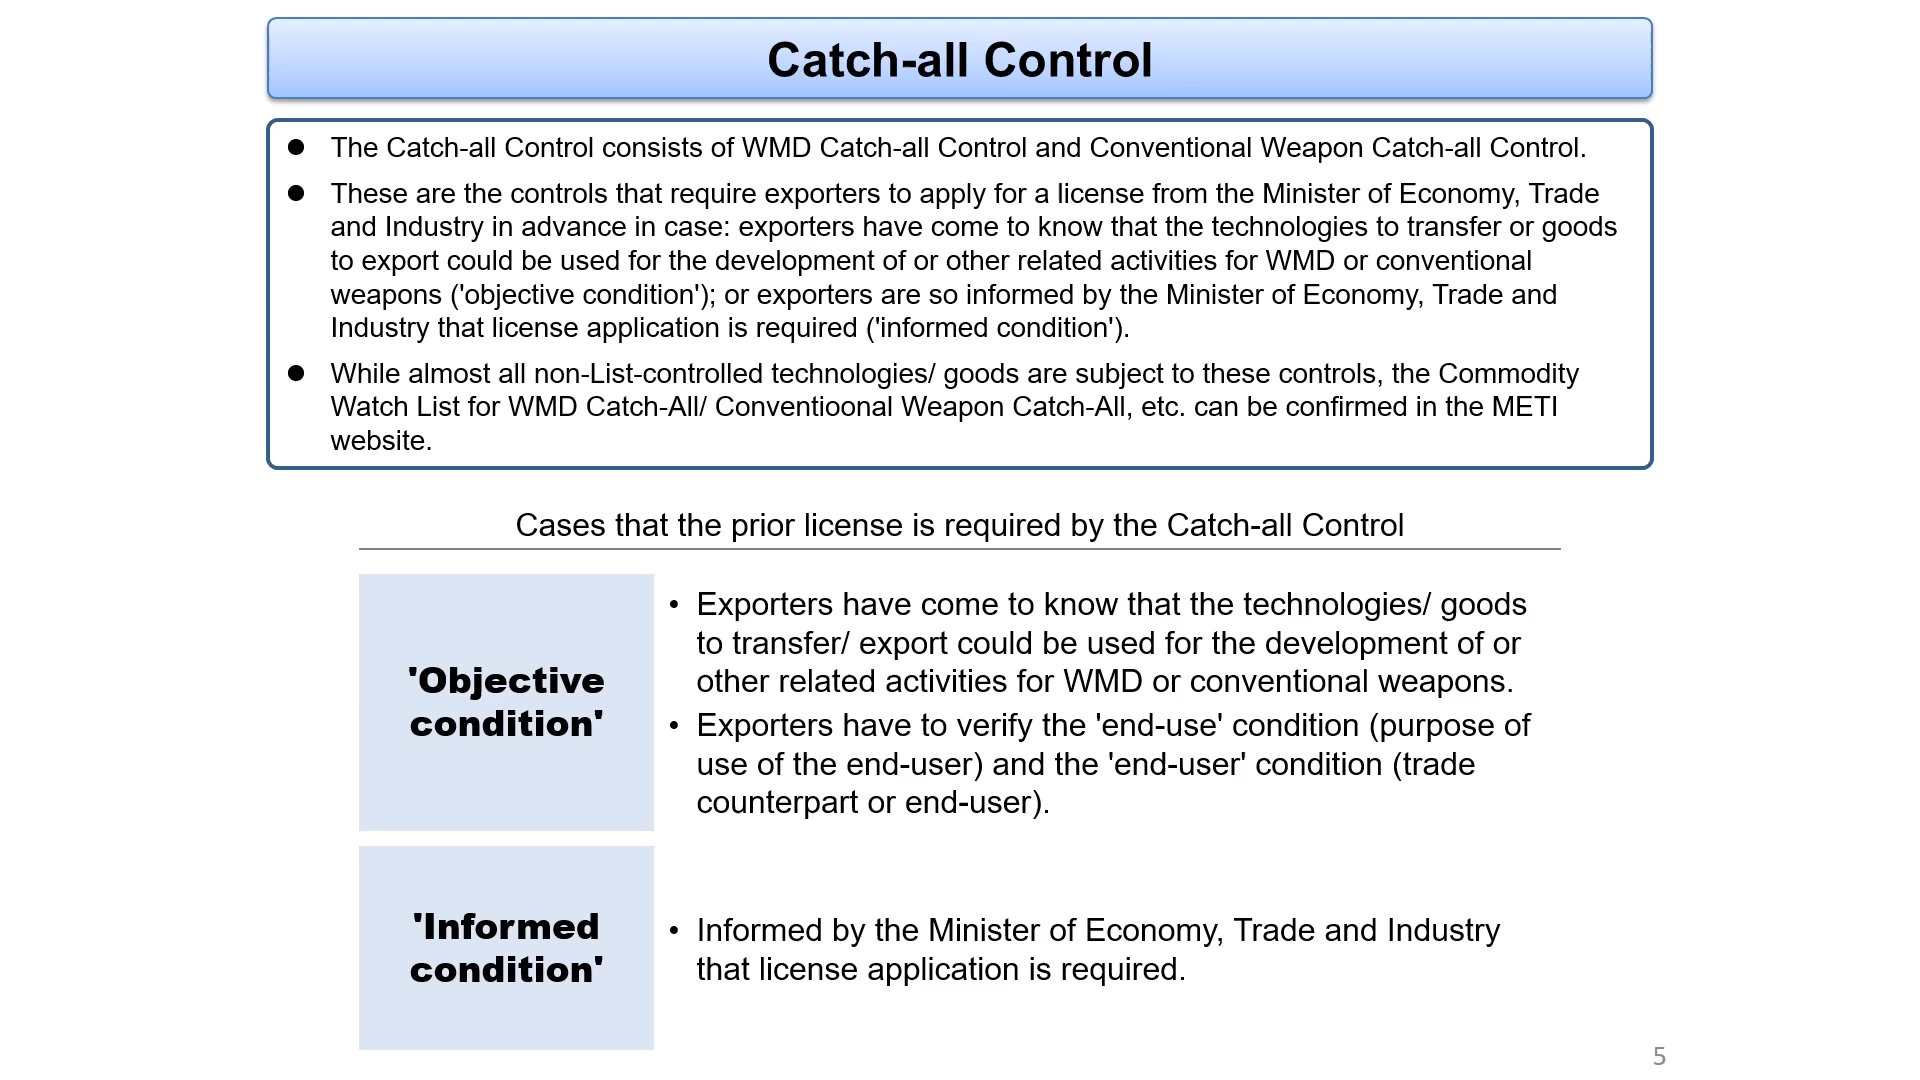 Catch-all Control
● The Catch-all Control consists of WMD Catch-all Control and Conventional Weapon Catch-all Control.
● These are the controls that require exporters to apply for a license from the Minister of Economy, Trade
and Industry in advance in case: exporters have come to know that the technologies to transfer or goods
to export could be used for the development of or other related activities for WMD or conventional
weapons ('objective condition'); or exporters are so informed by the Minister of Economy, Trade and
Industry that license application is required ('informed condition').
● While almost all non-List-controlled technologies/ goods are subject to these controls, the Commodity
Watch List for WMD Catch-All/ Conventioonal Weapon Catch-All, etc. can be confirmed in the METI
website.
Cases that the prior license is required by the Catch-all Control
'Objective
condition'
• Exporters have come to know that the technologies/ goods
to transfer/ export could be used for the development of or
other related activities for WMD or conventional weapons.
• Exporters have to verify the 'end-use' condition (purpose of
use of the end-user) and the 'end-user' condition (trade
counterpart or end-user).
'Informed
condition'
• Informed by the Minister of Economy, Trade and Industry
that license application is required.
5